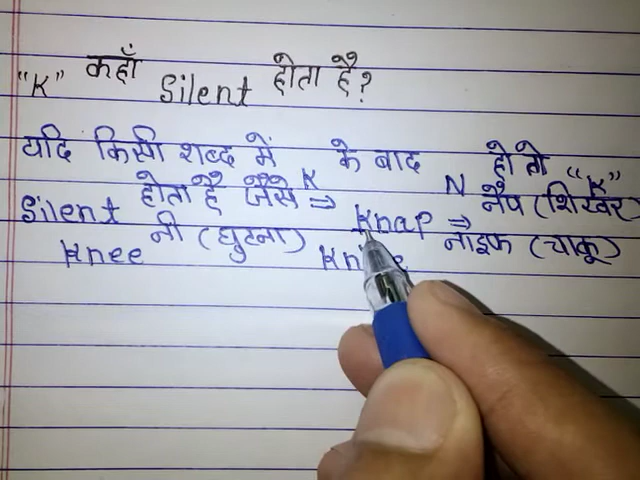 "K" कहाँ Silent होता है?
यदि किसी शब्द में K के बाद N हो तो "K"
Silent होता है जैसे ⇒ Knap ⇒ नैप (शिखर)
Knee नी (घुटना) नाइफ (चाकू)